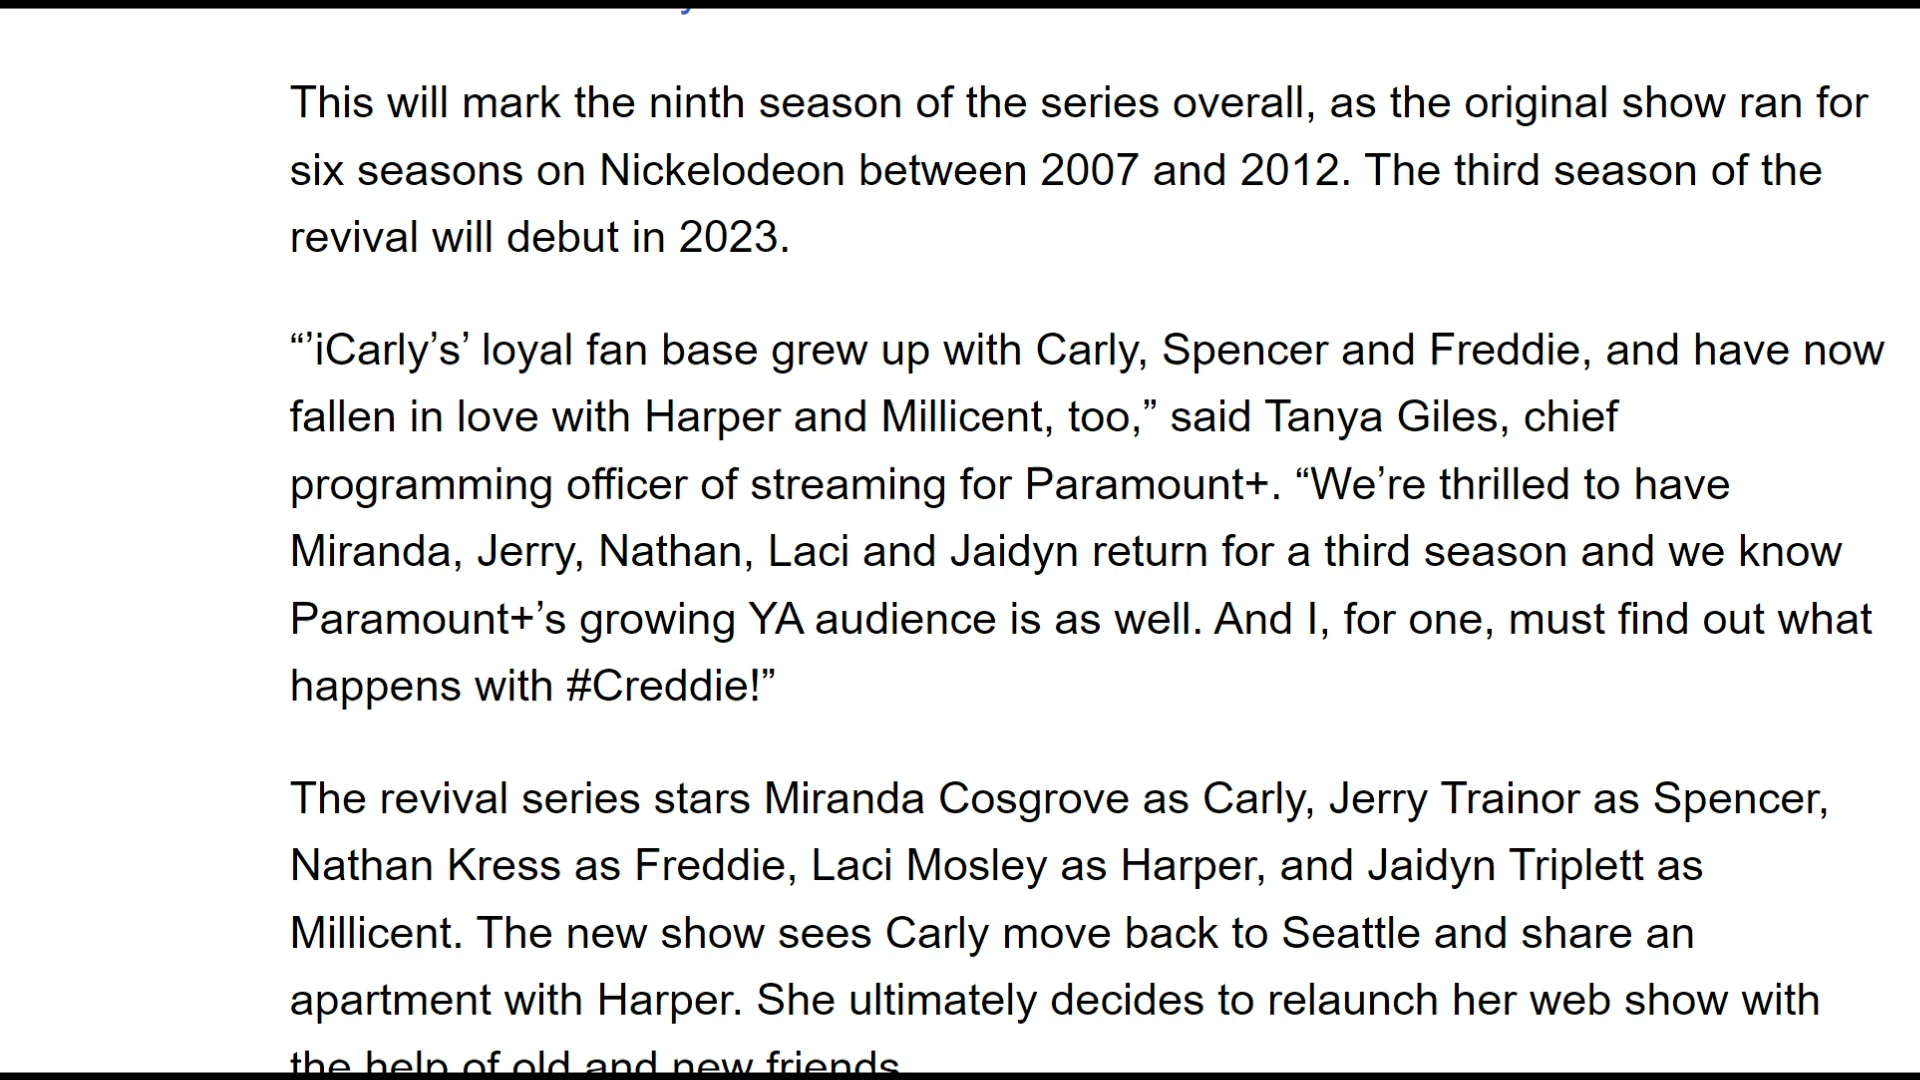 This will mark the ninth season of the series overall, as the original show ran for
six seasons on Nickelodeon between 2007 and 2012. The third season of the
revival will debut in 2023.
“’iCarly’s’ loyal fan base grew up with Carly, Spencer and Freddie, and have now
fallen in love with Harper and Millicent, too,” said Tanya Giles, chief
programming officer of streaming for Paramount+. “We’re thrilled to have
Miranda, Jerry, Nathan, Laci and Jaidyn return for a third season and we know
Paramount+’s growing YA audience is as well. And I, for one, must find out what
happens with #Creddie!”
The revival series stars Miranda Cosgrove as Carly, Jerry Trainor as Spencer,
Nathan Kress as Freddie, Laci Mosley as Harper, and Jaidyn Triplett as
Millicent. The new show sees Carly move back to Seattle and share an
apartment with Harper. She ultimately decides to relaunch her web show with
the help of old and new friends.